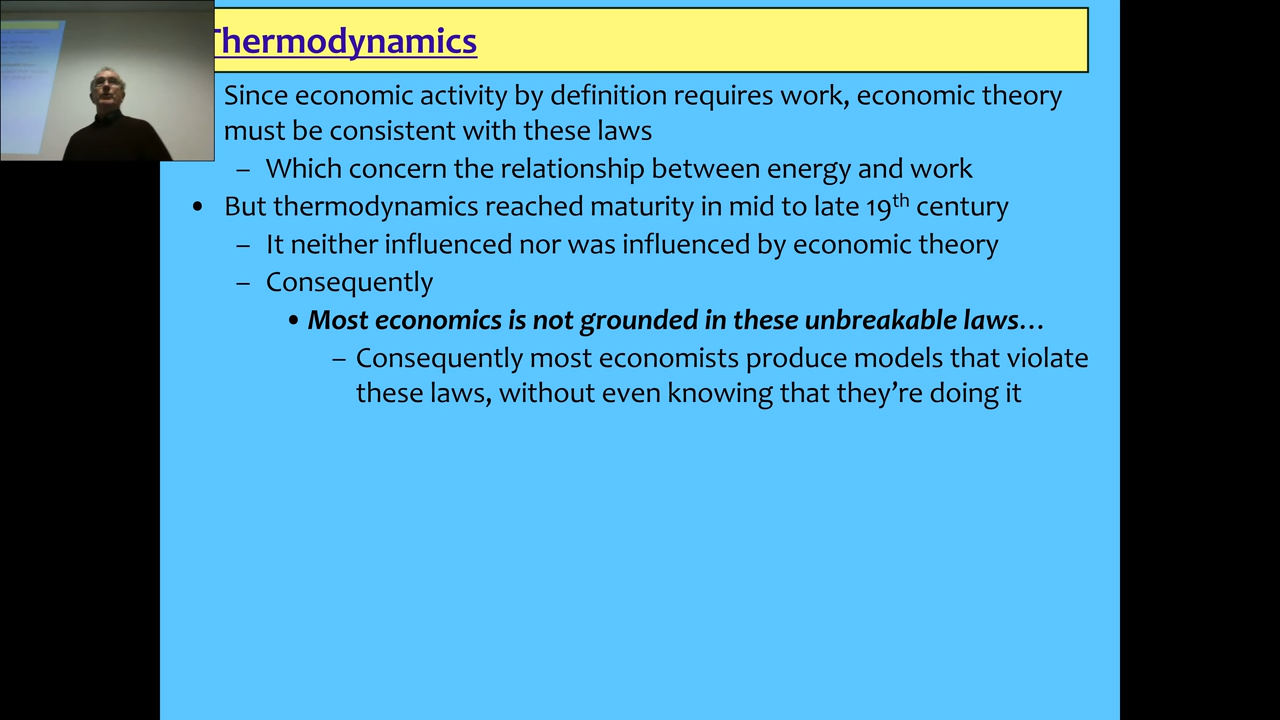 Thermodynamics
Since economic activity by definition requires work, economic theory
must be consistent with these laws
– Which concern the relationship between energy and work
• But thermodynamics reached maturity in mid to late 19th century
– It neither influenced nor was influenced by economic theory
– Consequently
• Most economics is not grounded in these unbreakable laws…
– Consequently most economists produce models that violate
these laws, without even knowing that they’re doing it